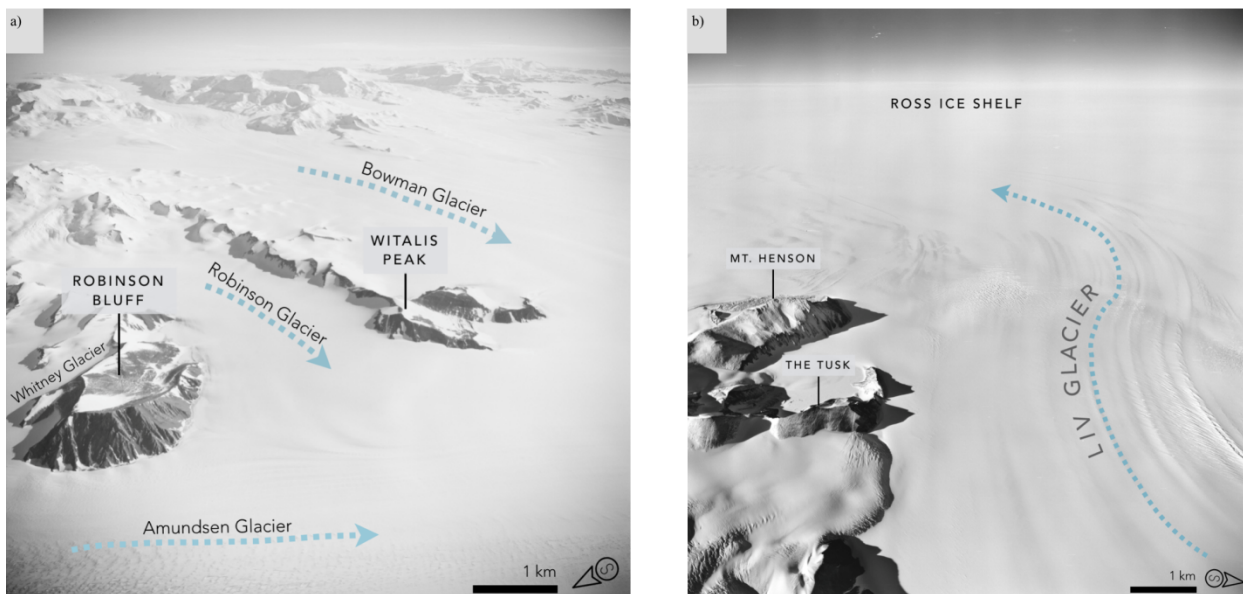 a)
Bowman Glacier
WITALIS
PEAK
ROBINSON
BLUFF
Robinson Glacier
Whitney Glacier
Amundsen Glacier
1 km
S
b)
ROSS ICE SHELF
MT. HENSON
THE TUSK
LIV GLACIER
1 km
S